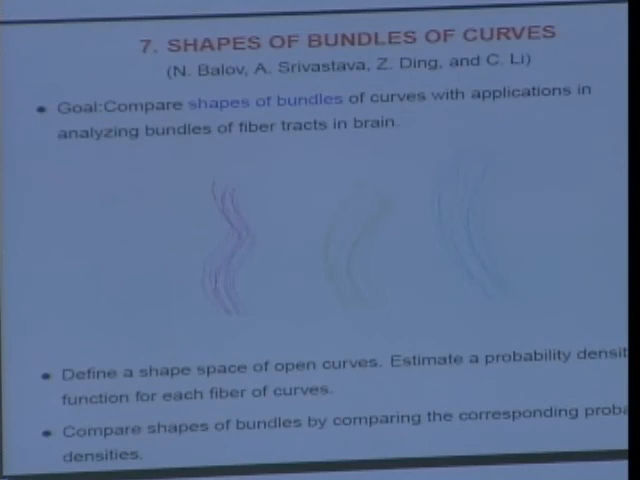 7. SHAPES OF BUNDLES OF CURVES
(N. Balov, A. Srivastava, Z. Ding, and C. Li)
• Goal:Compare shapes of bundles of curves with applications in
analyzing bundles of fiber tracts in brain.
• Define a shape space of open curves. Estimate a probability densit
function for each fiber of curves.
• Compare shapes of bundles by comparing the corresponding proba
densities.